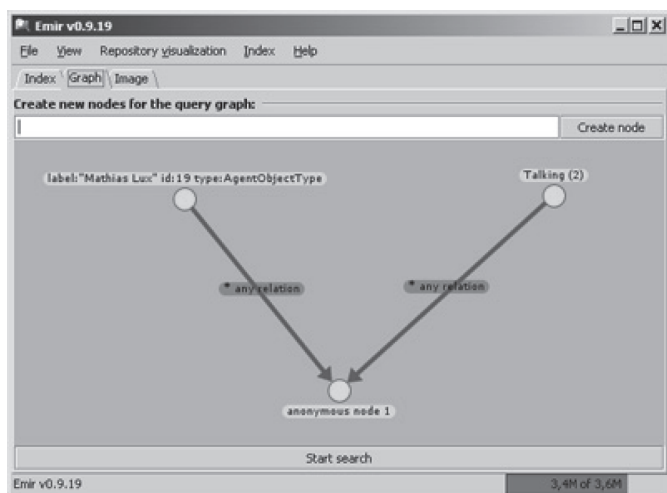 Emir v0.9.19
File View Repository visualization Index Help
Index Graph Image
Create new nodes for the query graph:
Create node
label:"Mathias Lux" id:19 type:AgentObjectType
Talking (2)
* any relation
* any relation
anonymous node 1
Start search
Emir v0.9.19
3,4M of 3,6M